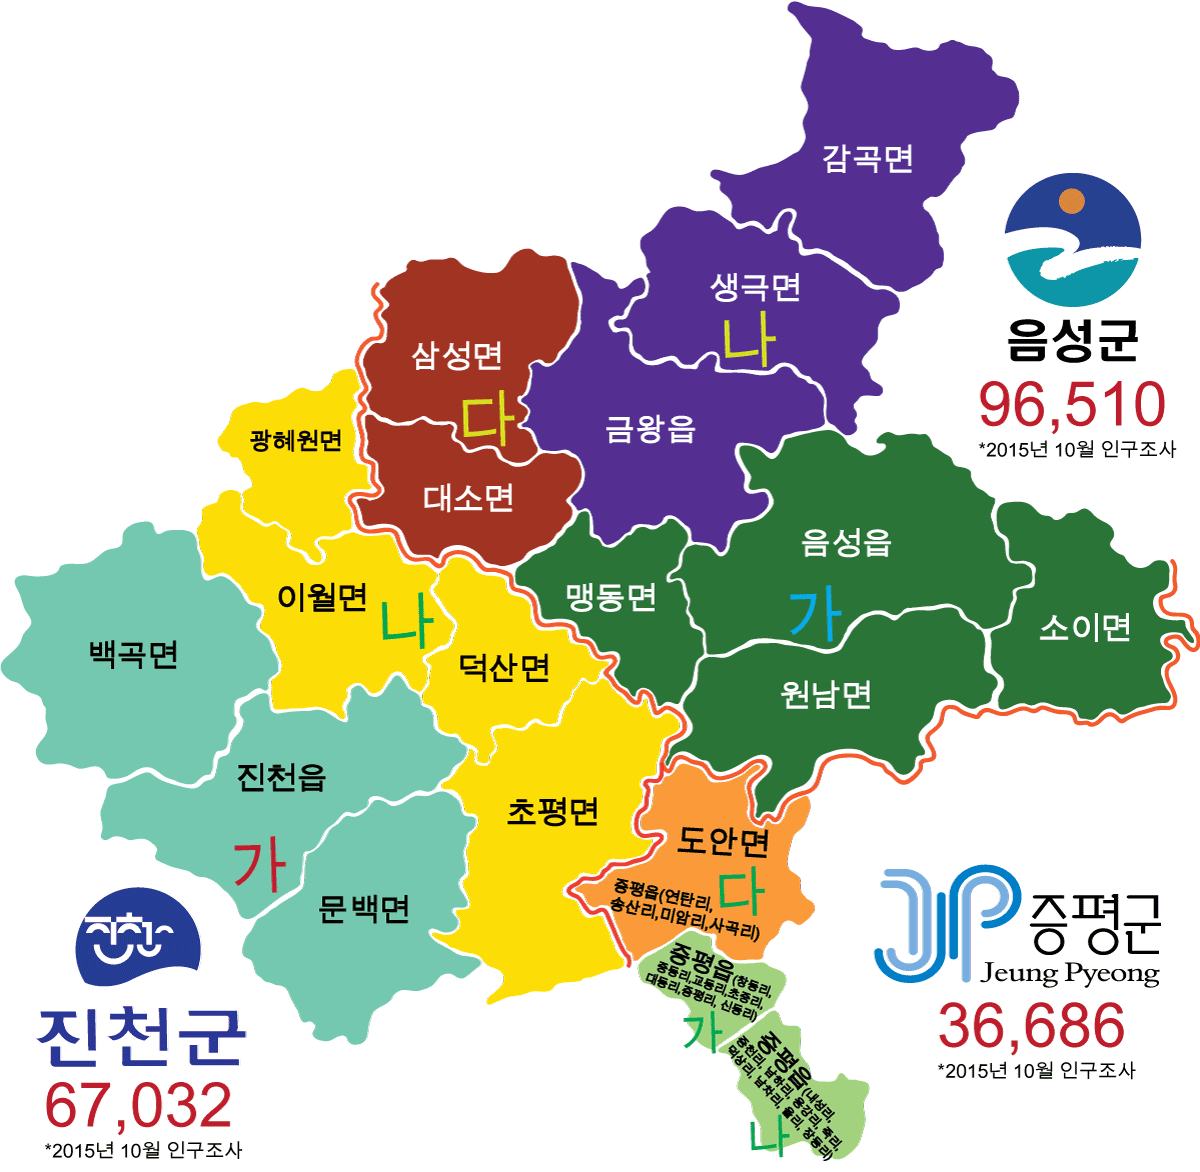 감곡면
생극면
나
음성군
96,510
*2015년 10월 인구조사
삼성면
다
금왕읍
광혜원면
대소면
음성읍
가
맹동면
소이면
이월면
나
백곡면
덕산면
원남면
진천읍
가
초평면
도안면
다
증평읍(연탄리,
송산리,미암리,사곡리)
문백면
증평읍(창동리,
중동리,교동리,초중리,
대동리,증평리, 신동리)
가
증평읍(내성리,
증천리, 남하리, 용강리, 죽리,
덕상리, 남차리, 율리, 장동리)
나
증평군
Jeung Pyeong
36,686
*2015년 10월 인구조사
진천
진천군
67,032
*2015년 10월 인구조사